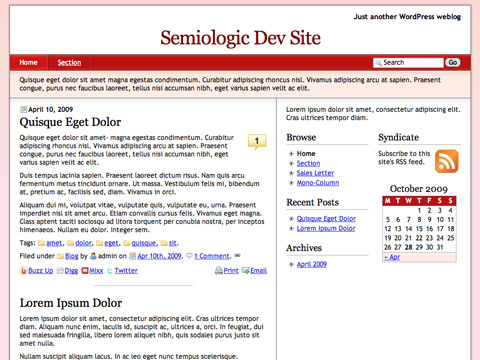 Just another WordPress weblog
Semiologic Dev Site
Home Section Search Go
Quisque eget dolor sit amet magna egestas condimentum. Curabitur adipiscing rhoncus nisl. Vivamus adipiscing arcu at sapien. Praesent
congue, purus nec faucibus laoreet, tellus nisi accumsan nibh, eget varius sapien velit ac elit.
April 10, 2009
Quisque Eget Dolor
Quisque eget dolor sit amet- magna egestas condimentum. Curabitur
adipiscing rhoncus nisl. Vivamus adipiscing arcu at sapien. Praesent
congue, purus nec faucibus laoreet, tellus nisi accumsan nibh, eget
varius sapien velit ac elit.
1
Duis tempus lacinia sapien. Praesent laoreet dictum risus. Nam quis arcu
fermentum metus tincidunt ornare. Ut massa. Vestibulum felis mi, bibendum
at, pretium ac, facilisis sed, diam. Vivamus in orci.
Aliquam dui mi, volutpat vitae, vulputate quis, vulputate eu, urna. Praesent
imperdiet nisi sit amet arcu. Etiam convallis cursus felis. Vivamus eget magna.
Class aptent taciti sociosqu ad litora torquent per conubia nostra, per inceptos
himenaeos. Nullam eu dolor. Integer sem.
Tags: amet, dolor, eget, quisque, sit.
Filed under Blog by admin on Apr 10th, 2009. 1 Comment.
Buzz Up Digg Mixx Twitter Print Email
Lorem Ipsum Dolor
Lorem ipsum dolor sit amet, consectetur adipiscing elit. Cras ultrices tempor
diam. Aliquam nunc enim, iaculis id, suscipit ac, ultrices a, orci. In feugiat, dui
sed malesuada fringilla, libero lorem aliquet nibh, quis sodales purus justo sit
amet nulla.
Nullam suscipit aliquam lacus. In ac nunc eu tempus scelerisque.
Lorem ipsum dolor sit amet, consectetur adipiscing elit.
Cras ultrices tempor diam.
Browse
Home
Section
Sales Letter
Mono-Column
Recent Posts
Quisque Eget Dolor
Lorem Ipsum Dolor
Archives
April 2009
Syndicate
Subscribe to this
site's RSS feed.
October 2009
M T W T F S S
1 2 3 4
5 6 7 8 9 10 11
12 13 14 15 16 17 18
19 20 21 22 23 24 25
26 27 28 29 30 31
« Apr